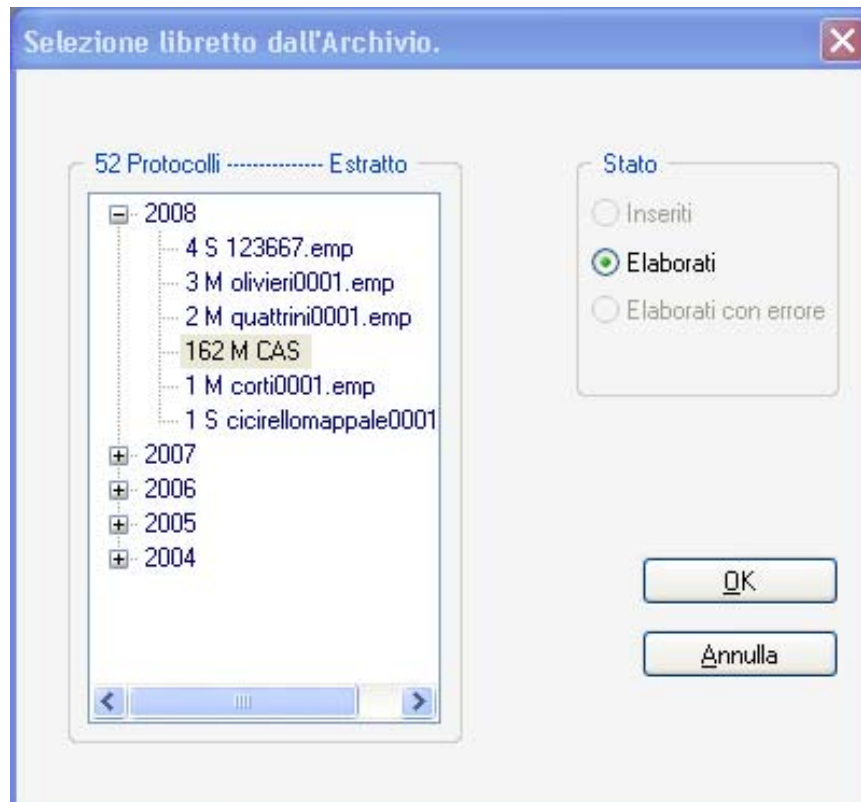 Selezione libretto dall'Archivio.
52 Protocolli --------------- Estratto
2008
4 S 123667.emp
3 M olivieri0001.emp
2 M quattrini0001.emp
162 M CAS
1 M corti0001.emp
1 S cicirellomappale0001
2007
2006
2005
2004
Stato
Inseriti
Elaborati
Elaborati con errore
OK
Annulla